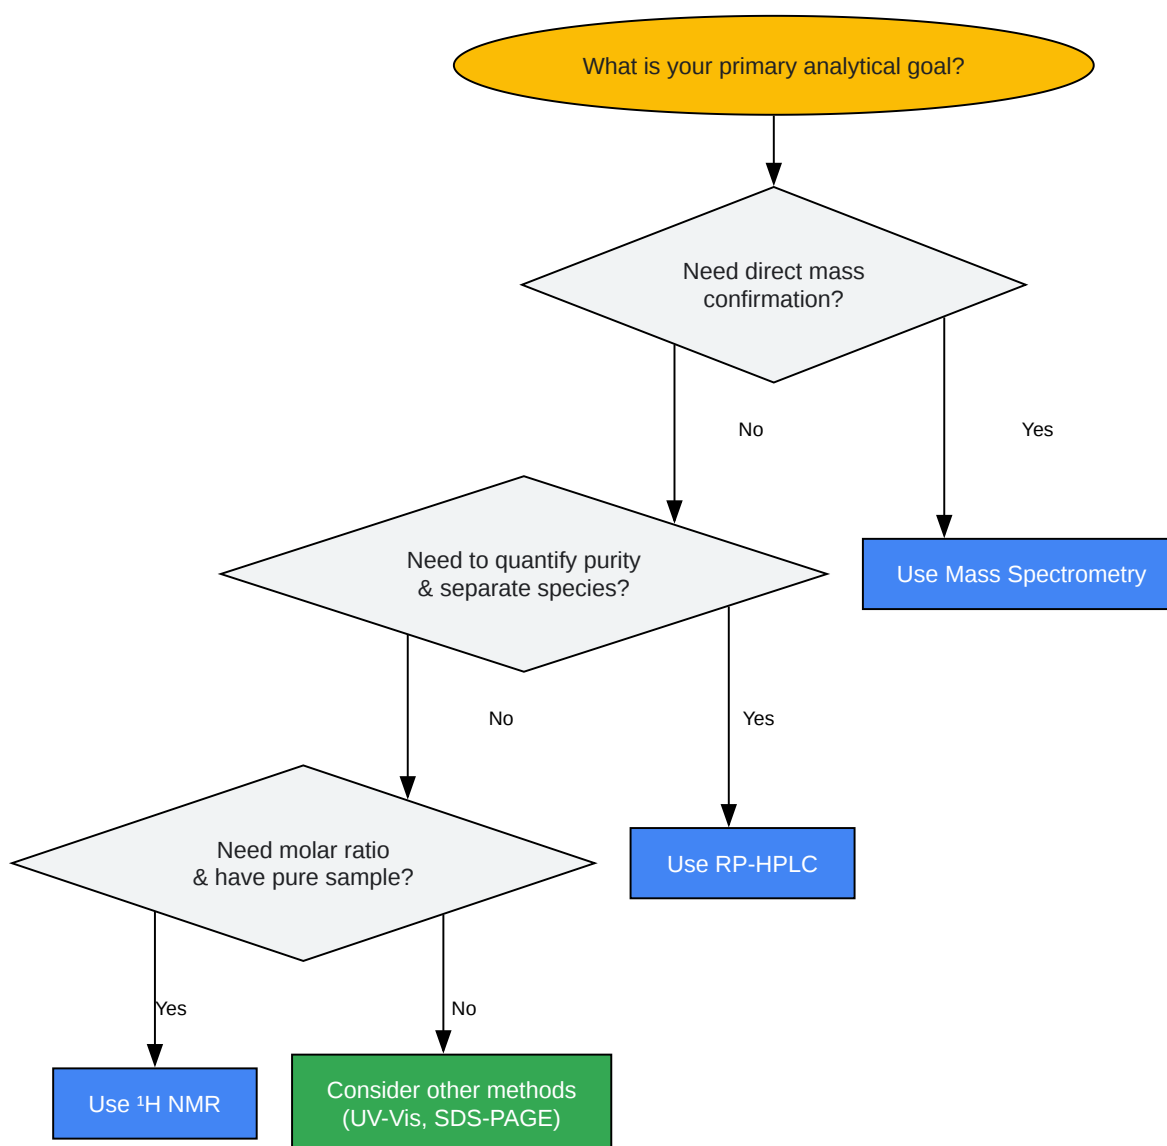 What is your primary analytical goal?
Need direct mass
confirmation?
No
Yes
Need to quantify purity
& separate species?
Use Mass Spectrometry
No
Yes
Need molar ratio
& have pure sample?
Use RP-HPLC
Yes
No
Use ¹H NMR
Consider other methods
(UV-Vis, SDS-PAGE)